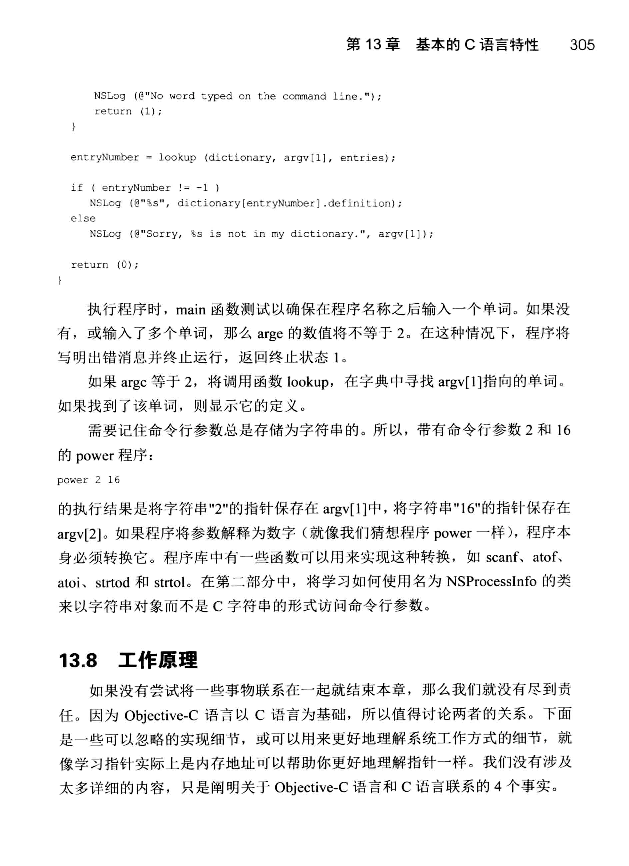 第 13 章 基本的 C 语言特性 305
NSLog (@"No word typed on the command line.");
return (1);
}
entryNumber = lookup (dictionary, argv[1], entries);
if ( entryNumber != -1 )
NSLog (@"%s", dictionary[entryNumber].definition);
else
NSLog (@"Sorry, %s is not in my dictionary.", argv[1]);
return (0);
}
执行程序时，main 函数测试以确保在程序名称之后输入一个单词。如果没
有，或输入了多个单词，那么 arge 的数值将不等于 2。在这种情况下，程序将
写明出错消息并终止运行，返回终止状态 1。
如果 argc 等于 2，将调用函数 lookup，在字典中寻找 argv[1]指向的单词。
如果找到了该单词，则显示它的定义。
需要记住命令行参数总是存储为字符串的。所以，带有命令行参数 2 和 16
的 power 程序：
power 2 16
的执行结果是将字符串"2"的指针保存在 argv[1]中，将字符串"16"的指针保存在
argv[2]。如果程序将参数解释为数字（就像我们猜想程序 power 一样），程序本
身必须转换它。程序库中有一些函数可以用来实现这种转换，如 scanf、atof、
atoi、strtod 和 strtol。在第二部分中，将学习如何使用名为 NSProcessInfo 的类
来以字符串对象而不是 C 字符串的形式访问命令行参数。
13.8 工作原理
如果没有尝试将一些事物联系在一起就结束本章，那么我们就没有尽到责
任。因为 Objective-C 语言以 C 语言为基础，所以值得讨论两者的关系。下面
是一些可以忽略的实现细节，或可以用来更好地理解系统工作方式的细节，就
像学习指针实际上是内存地址可以帮助你更好地理解指针一样。我们没有涉及
太多详细的内容，只是阐明关于 Objective-C 语言和 C 语言联系的 4 个事实。